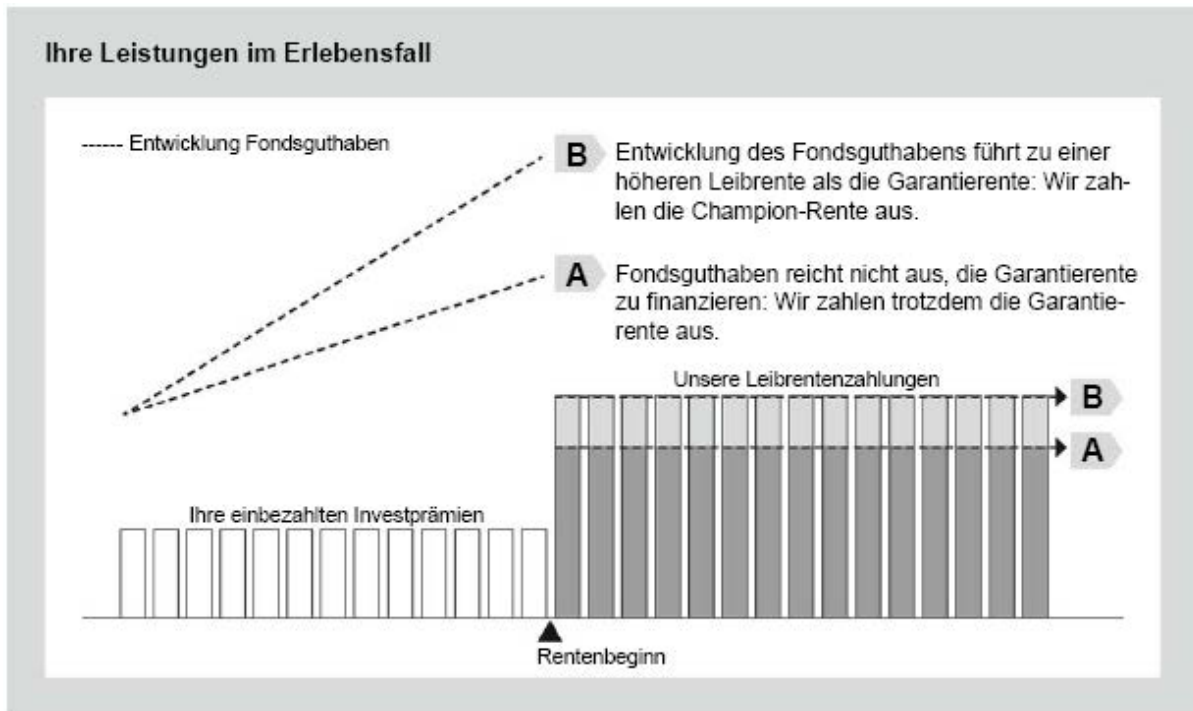 Ihre Leistungen im Erlebensfall
------ Entwicklung Fondsguthaben
B
Entwicklung des Fondsguthabens führt zu einer
höheren Leibrente als die Garantierente: Wir zah-
len die Champion-Rente aus.
A
Fondsguthaben reicht nicht aus, die Garantierente
zu finanzieren: Wir zahlen trotzdem die Garantie-
rente aus.
Unsere Leibrentenzahlungen
B
A
Ihre einbezahlten Investprämien
Rentenbeginn